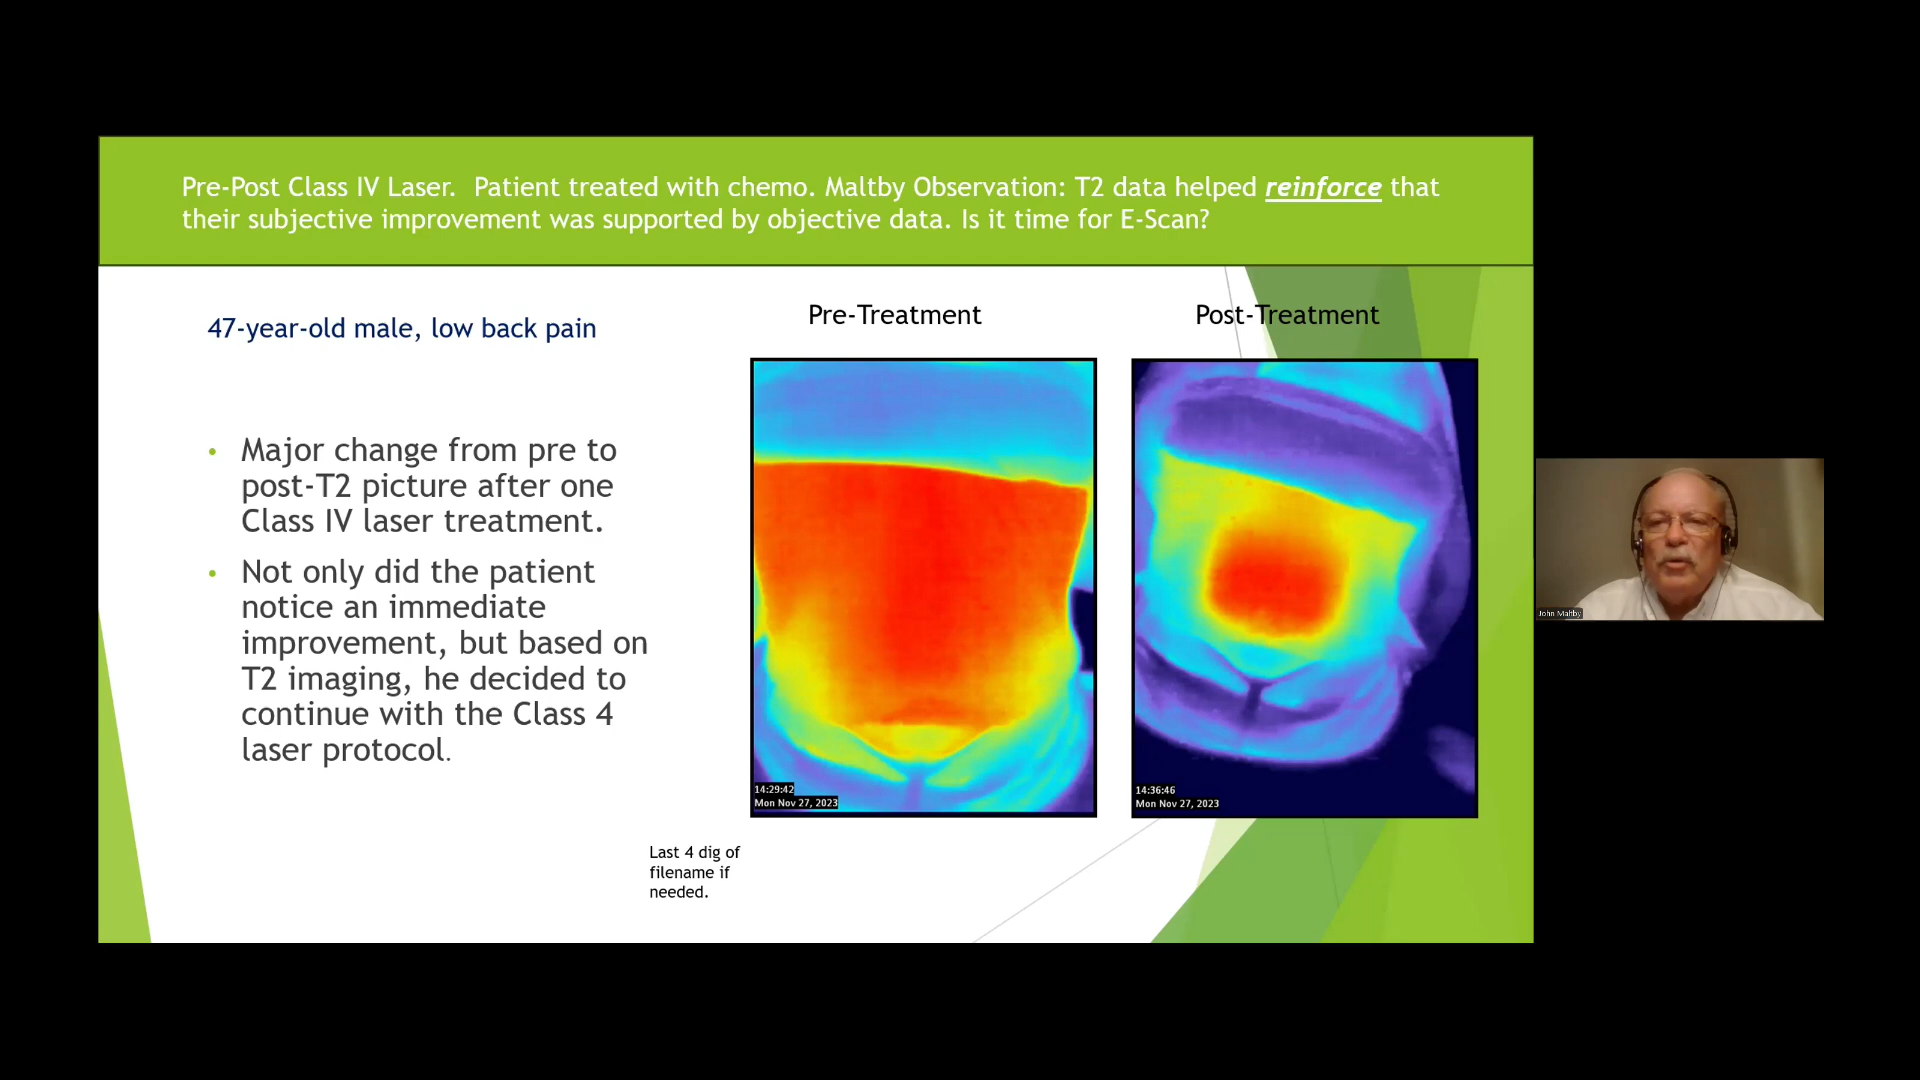 Pre-Post Class IV Laser.  Patient treated with chemo. Maltby Observation: T2 data helped reinforce that
their subjective improvement was supported by objective data. Is it time for E-Scan?
47-year-old male, low back pain
• Major change from pre to
post-T2 picture after one
Class IV laser treatment.
• Not only did the patient
notice an immediate
improvement, but based on
T2 imaging, he decided to
continue with the Class 4
laser protocol.
Pre-Treatment
Post-Treatment
14:29:42
Mon Nov 27, 2023
14:36:46
Mon Nov 27, 2023
Last 4 dig of
filename if
needed.
John Maltby